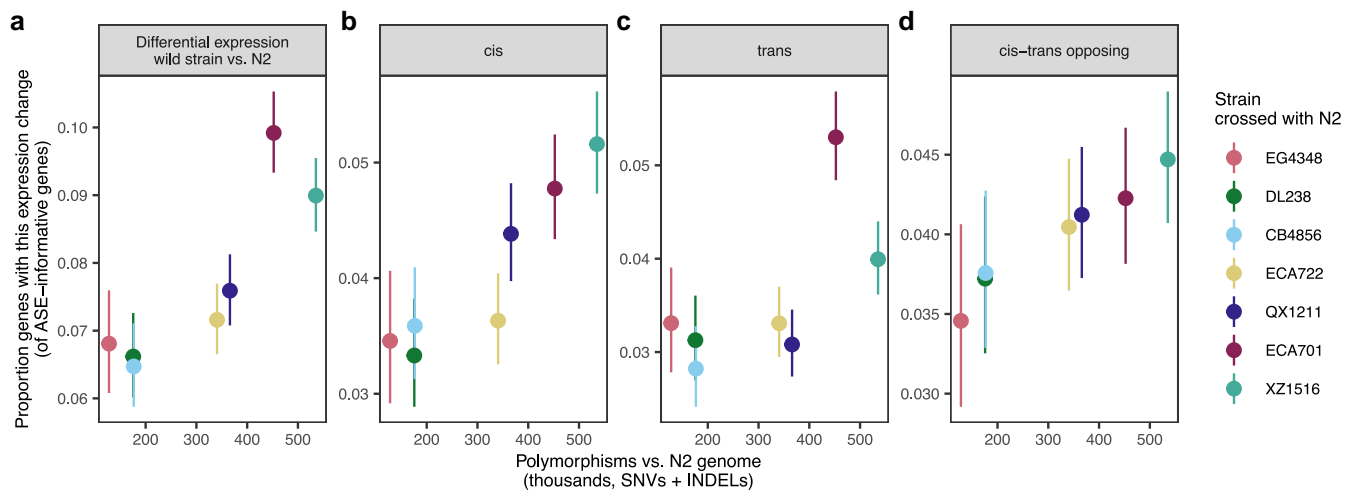 a
Differential expression
wild strain vs. N2
b
cis
c
trans
d
cis−trans opposing
Proportion genes with this expression change
(of ASE−informative genes)
0.10
0.09
0.08
0.07
0.06
200 300 400 500
0.05
0.04
0.03
200 300 400 500
0.05
0.04
0.03
200 300 400 500
0.045
0.040
0.035
0.030
200 300 400 500
Polymorphisms vs. N2 genome
(thousands, SNVs + INDELs)
Strain
crossed with N2
EG4348
DL238
CB4856
ECA722
QX1211
ECA701
XZ1516